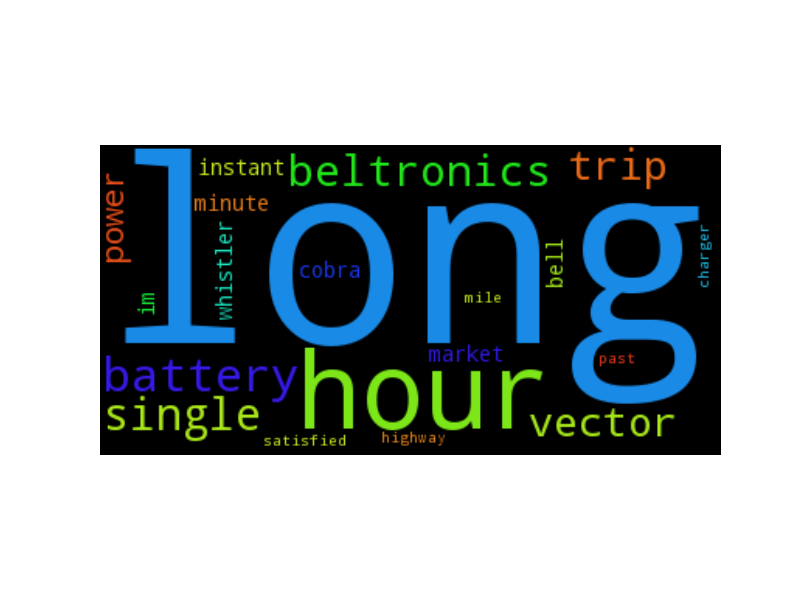 long
instant
beltronics
trip
power
minute
whistler
im
cobra
mile
bell
charger
battery
hour
market
past
single
vector
satisfied
highway